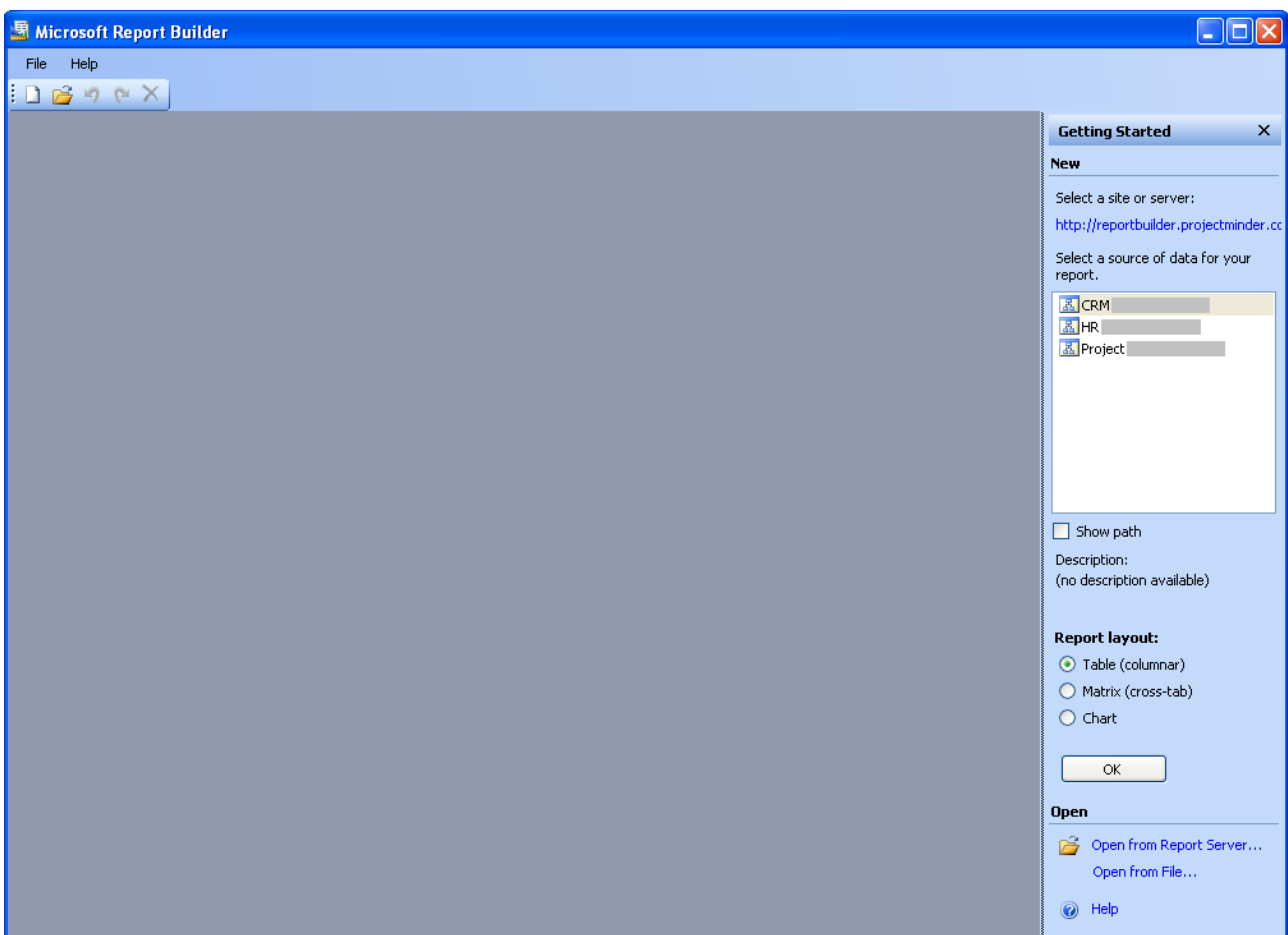 Microsoft Report Builder
File Help
Getting Started
New
Select a site or server:
http://reportbuilder.projectminder.cc
Select a source of data for your
report.
CRM
HR
Project
Show path
Description:
(no description available)
Report layout:
Table (columnar)
Matrix (cross-tab)
Chart
OK
Open
Open from Report Server...
Open from File...
Help